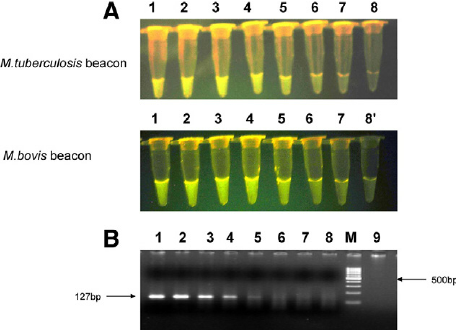 A
1 2 3 4 5 6 7 8
M.tuberculosis beacon
1 2 3 4 5 6 7 8'
M.bovis beacon
B
1 2 3 4 5 6 7 8 M 9
500bp
127bp